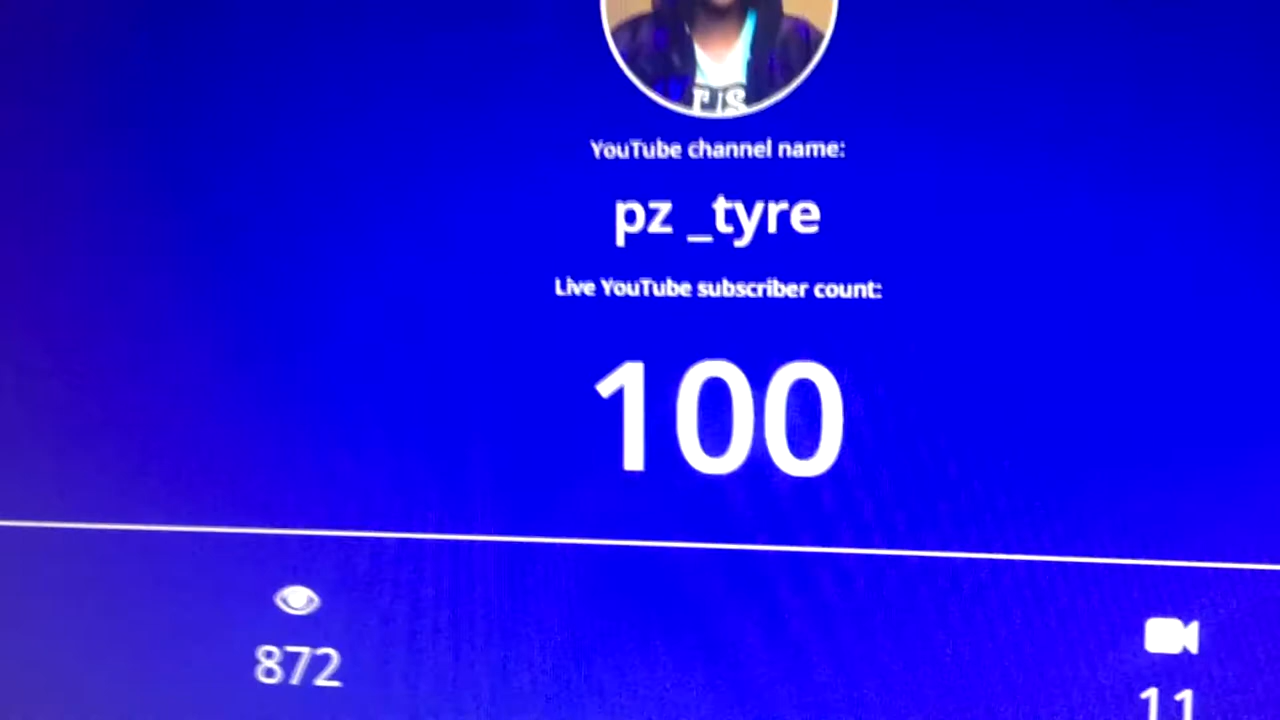 YouTube channel name:
pz _tyre
Live YouTube subscriber count:
100
872
11